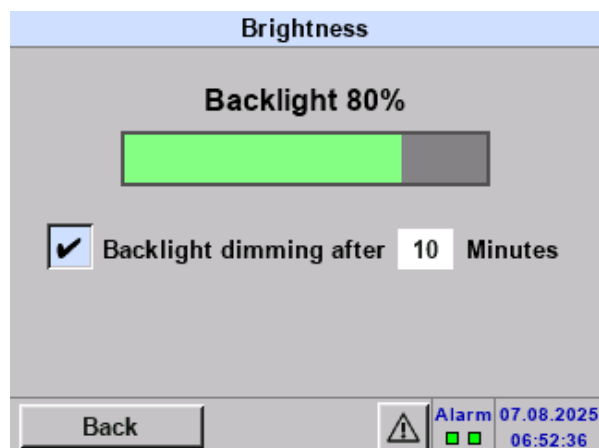 Brightness
Backlight 80%
Backlight dimming after 10 Minutes
Back
Alarm 07.08.2025
06:52:36